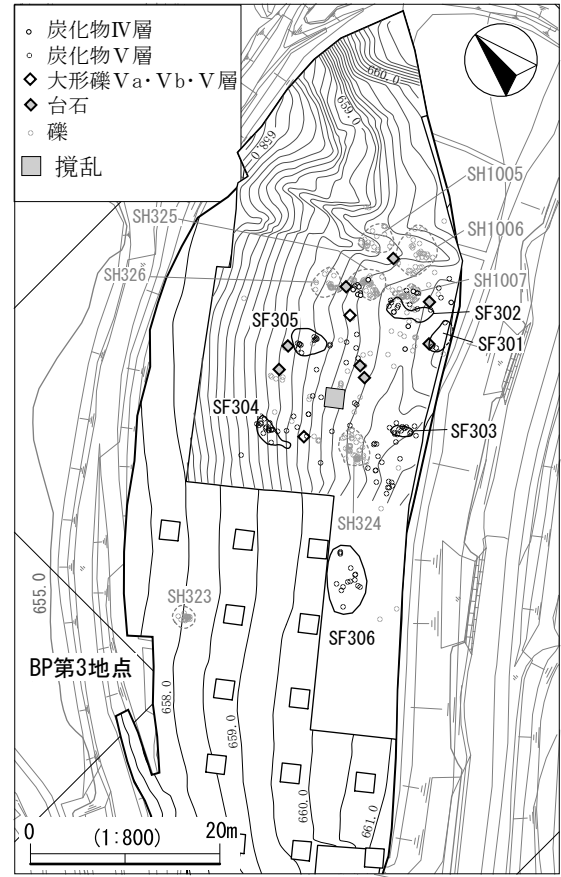 炭化物Ⅳ層
炭化物Ⅴ層
大形礫Ⅴa・Ⅴb・Ⅴ層
台石
礫
撹乱
660.0
659.0
658.0
SH1005
SH325
SH1006
SH326
SH1007
SF302
SF305
SF301
SF304
SF303
SH324
655.0
SH323
SF306
BP第3地点
658.0
659.0
660.0
661.0
0 (1:800) 20m